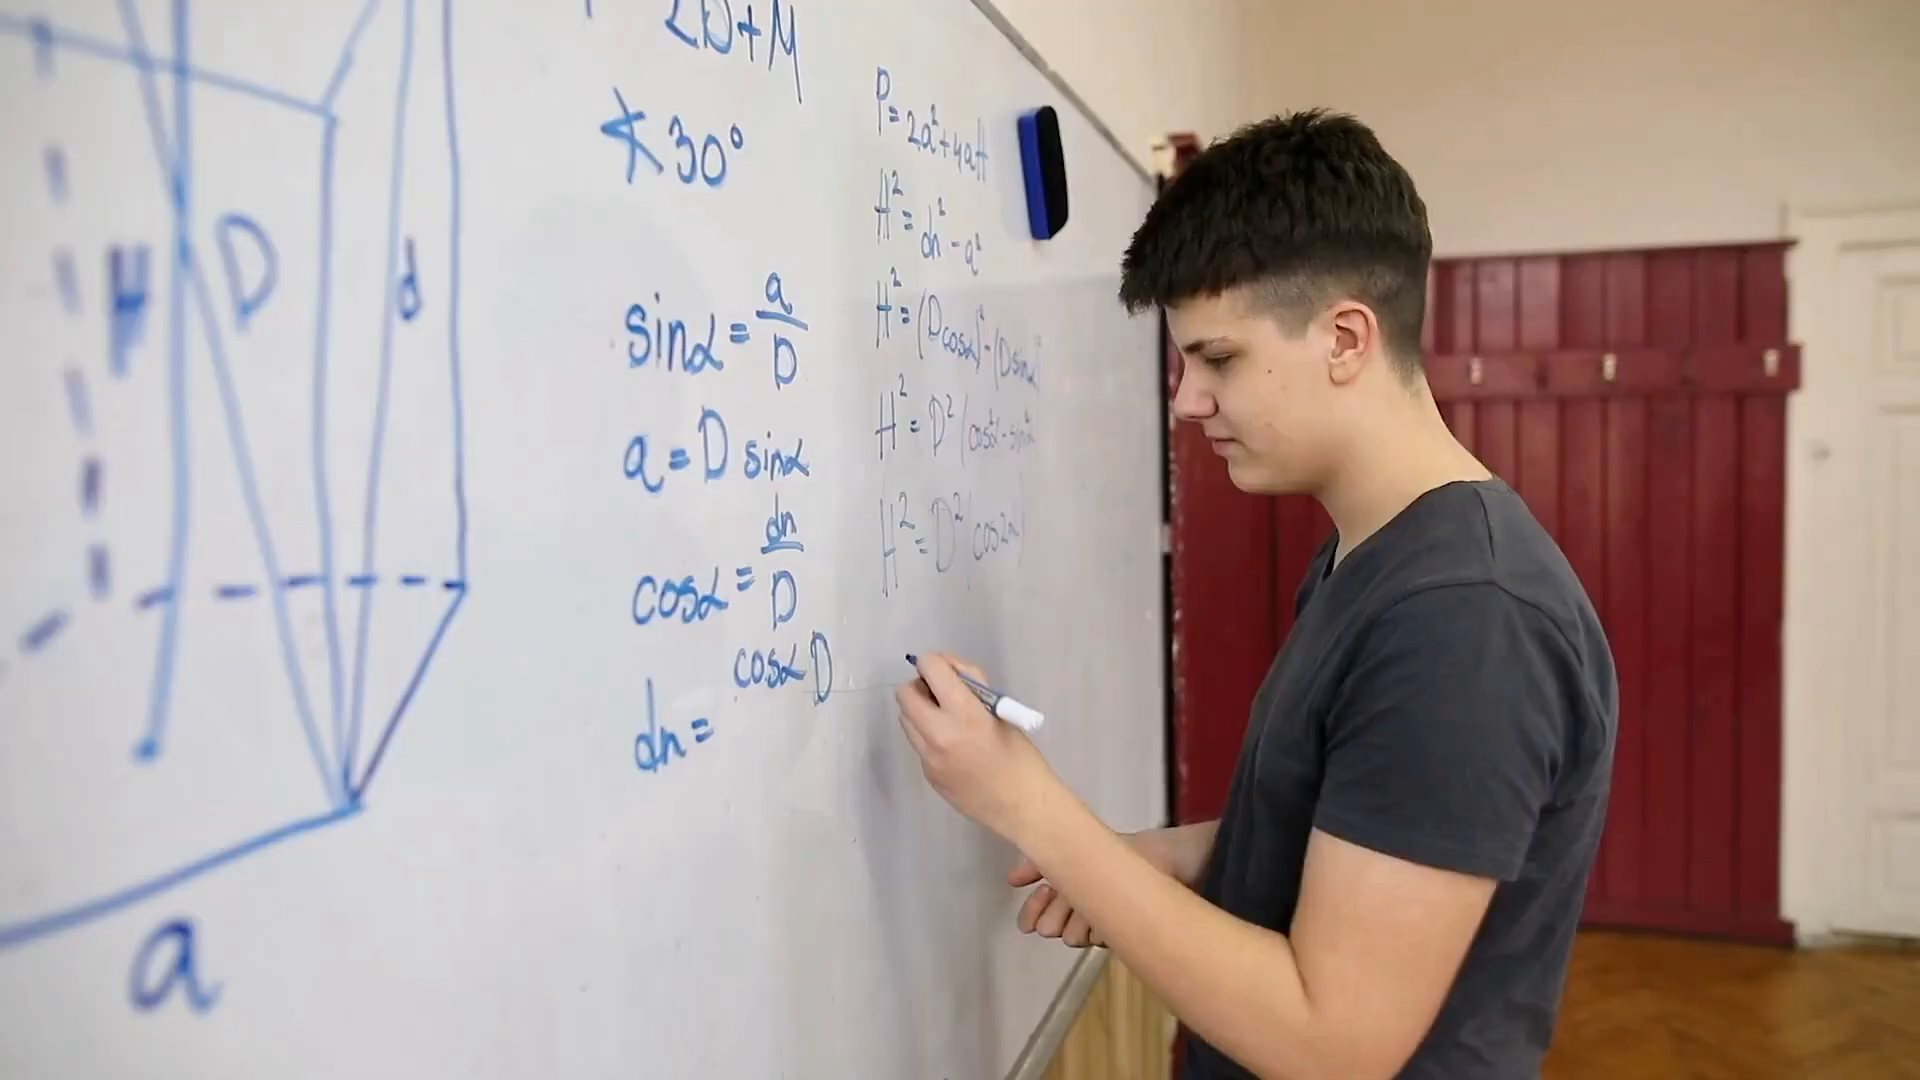 2D+M
∢30°
sinα = a/D
a = D sinα
cosα = dn/D
cosα D
dn =
P = 2a² + 4aH
H² = dn² - a²
H² = (Dcosα)² - (Dsinα)²
H² = D²(cos²α - sin²α
H² = D²(cos2α)
H
D
d
a